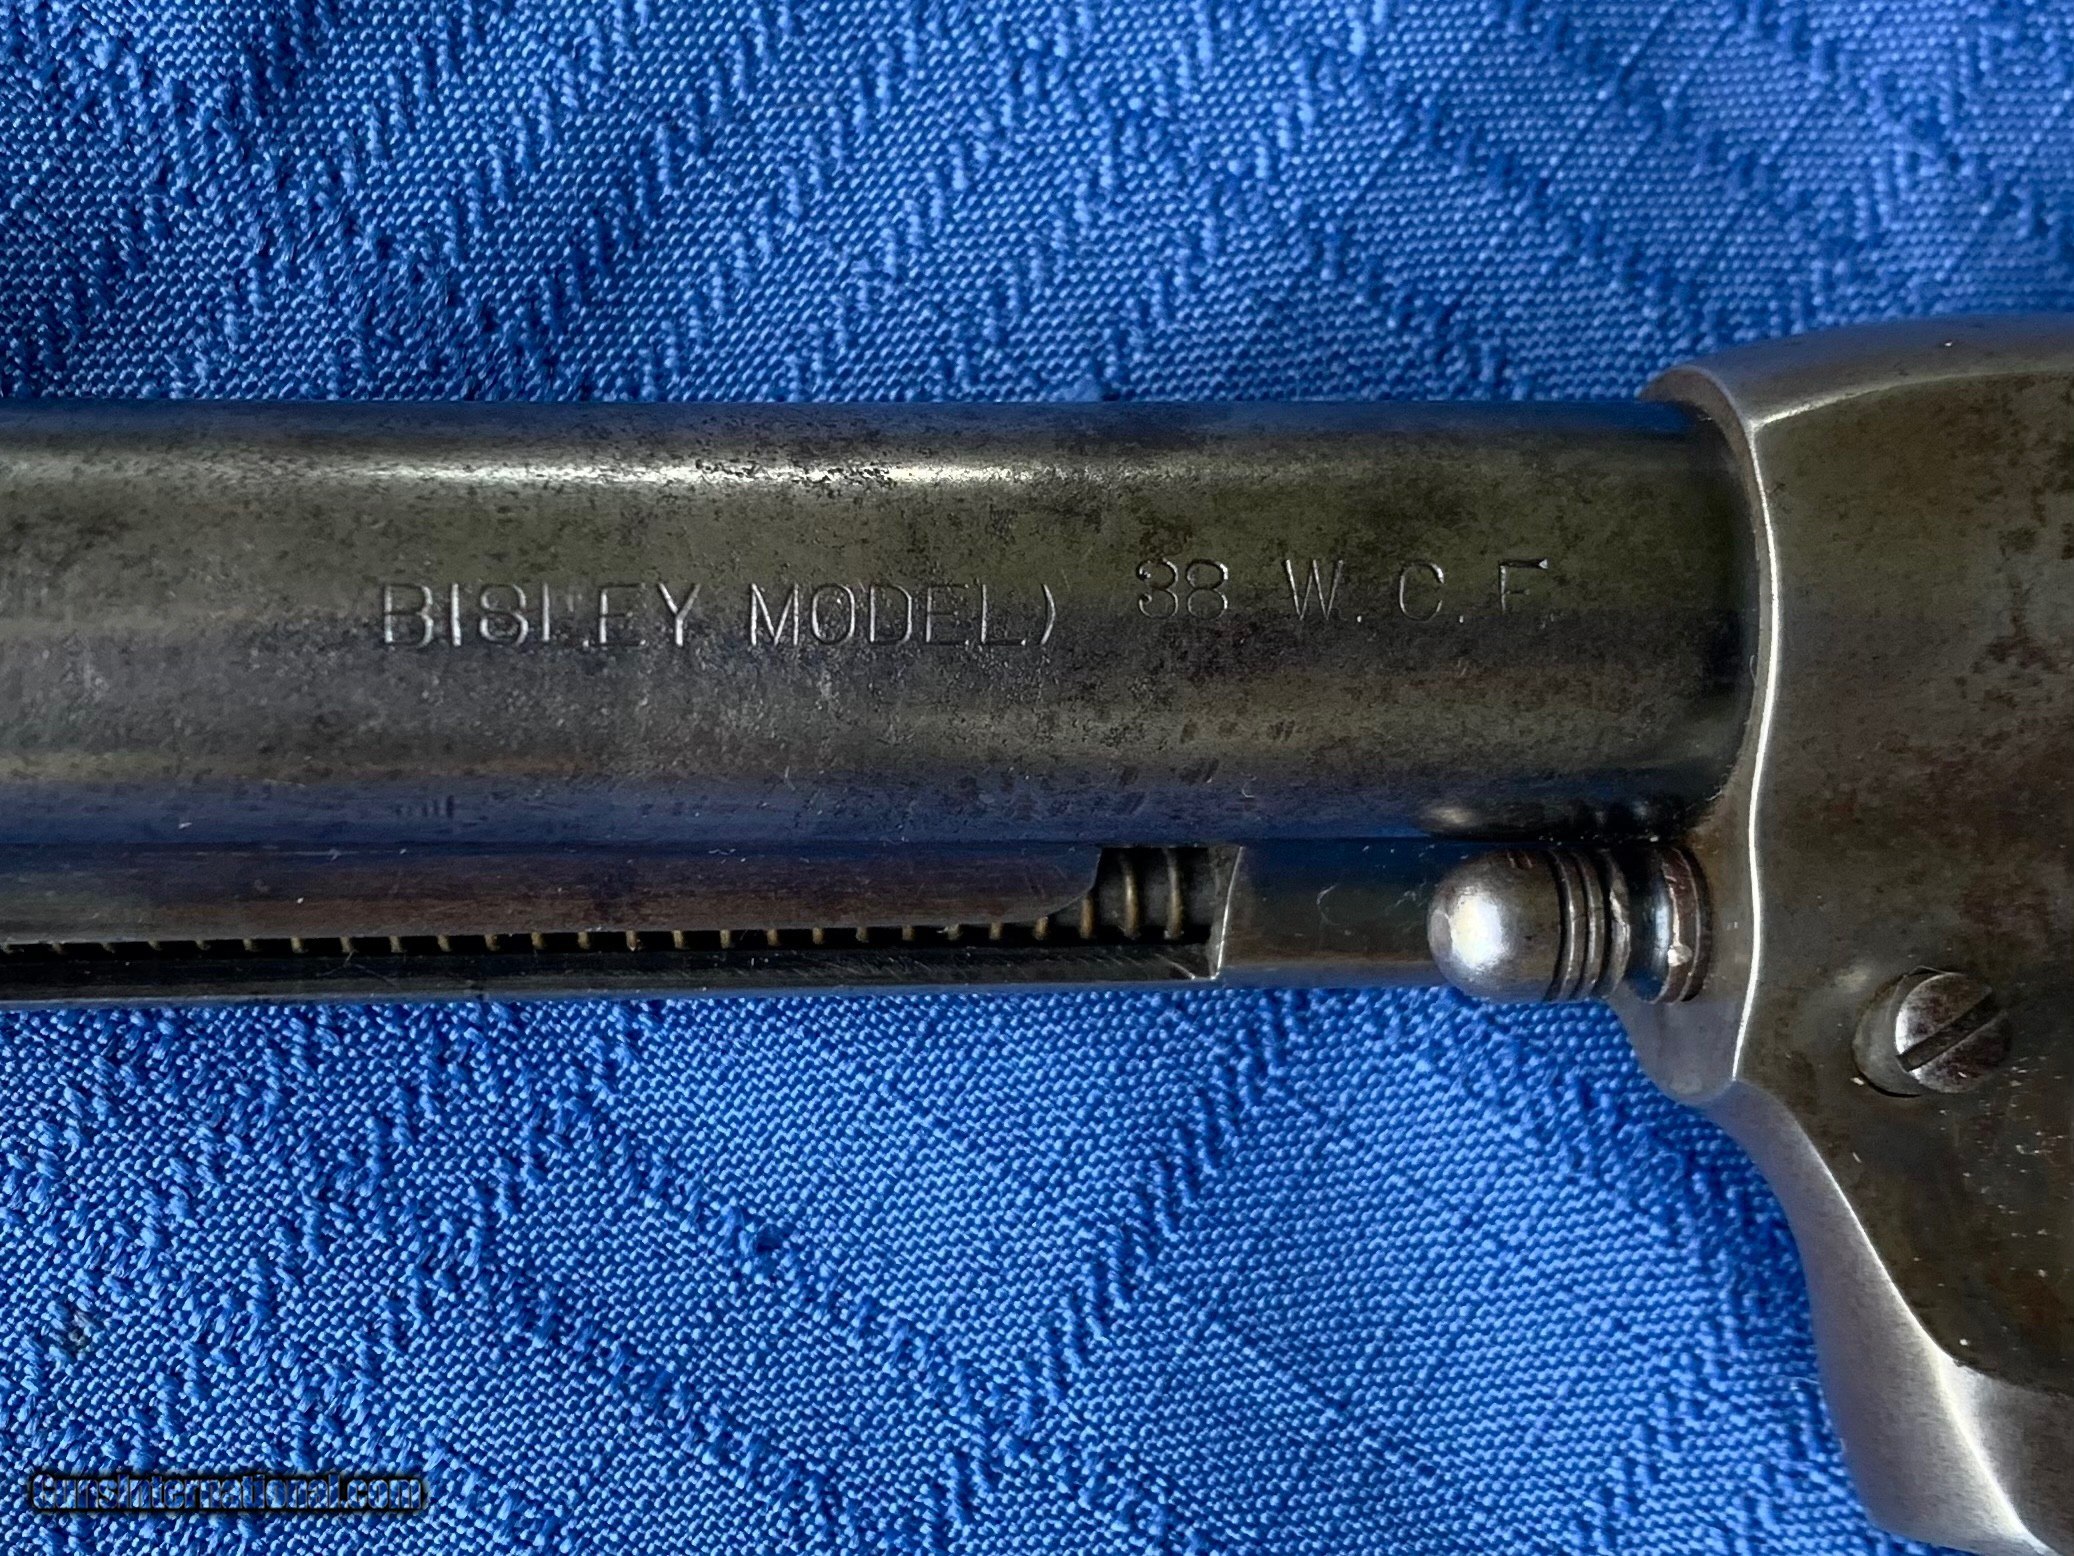 BISLEY MODEL) 38 W. C. F.
GunsInternational.com